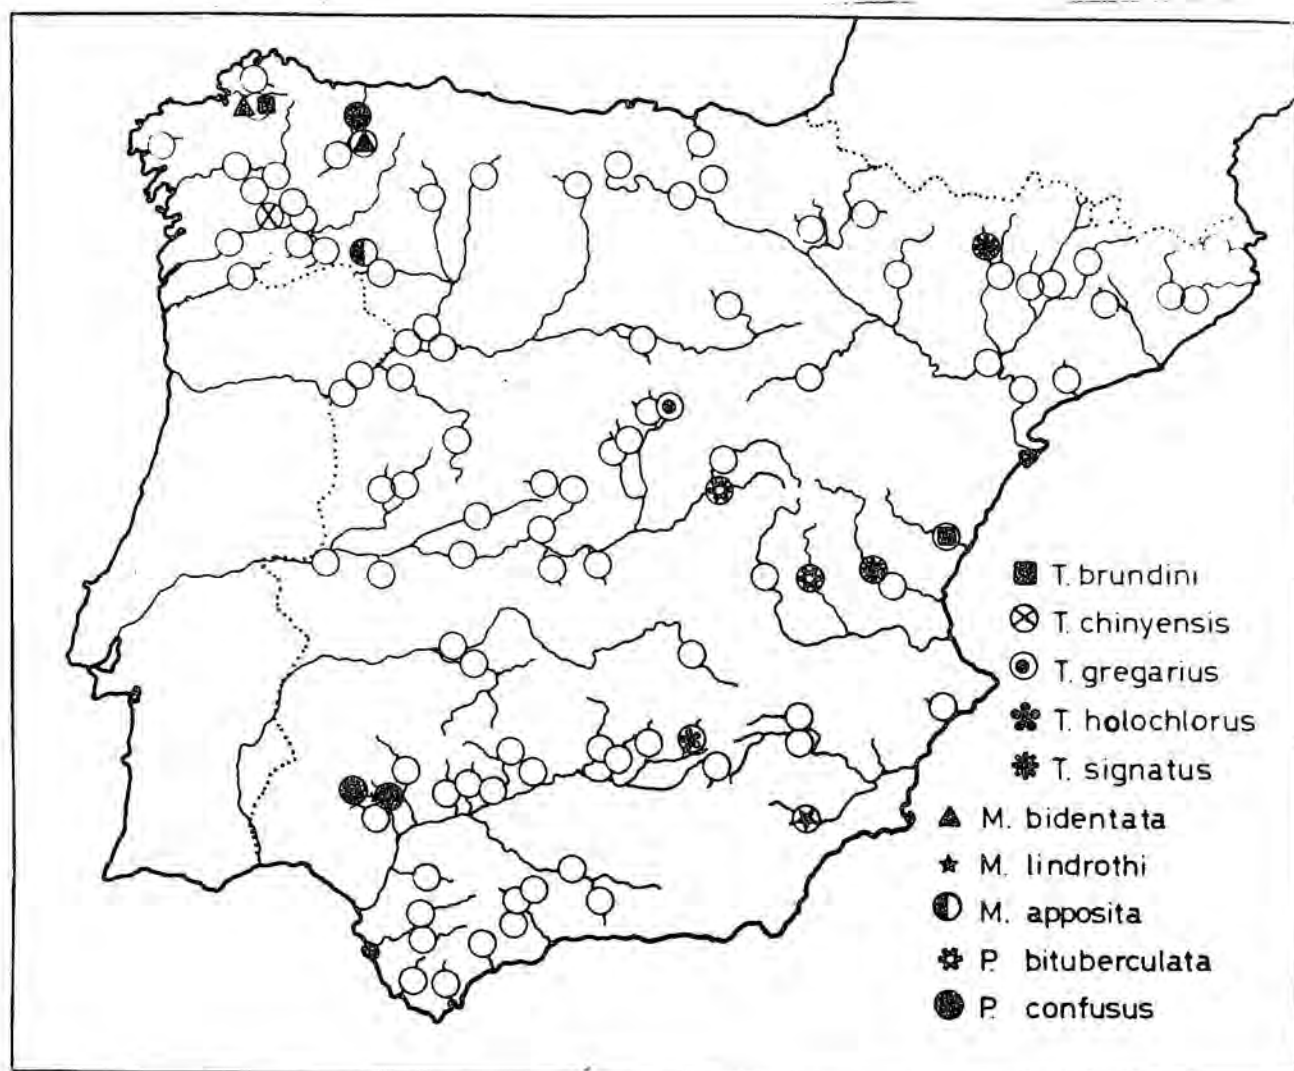 T. brundini
T. chinyensis
T. gregarius
T. holochlorus
T. signatus
M. bidentata
M. lindrothi
M. apposita
P. bituberculata
P. confusus